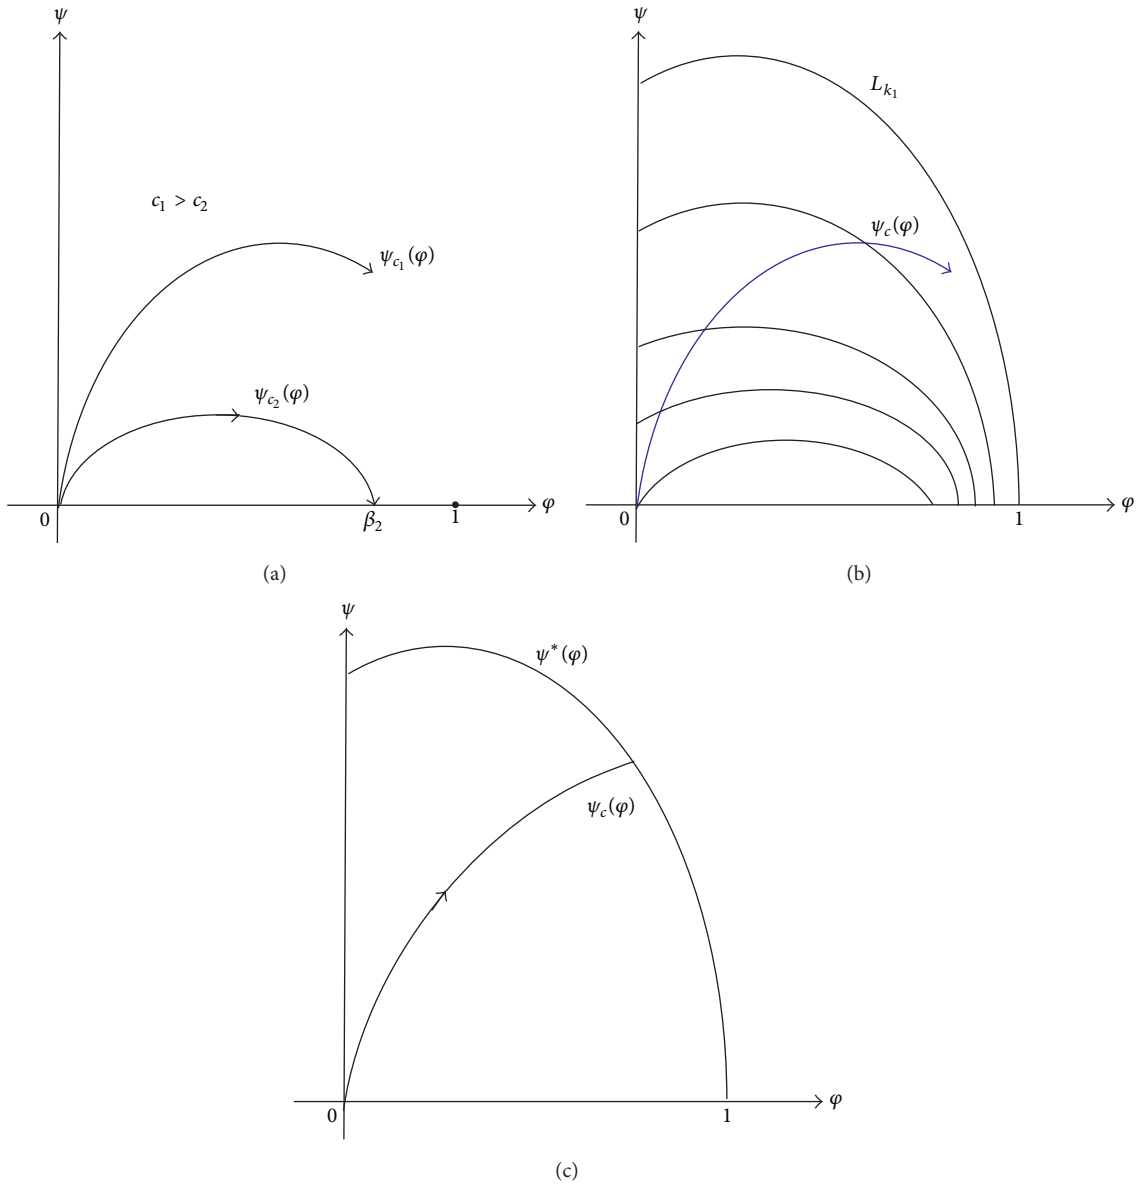 ψ
c₁ > c₂
ψ_{c₁}(φ)
ψ_{c₂}(φ)
0
β₂
1
φ
(a)
ψ
L_{k₁}
ψ_c(φ)
0
1
φ
(b)
ψ
ψ*(φ)
ψ_c(φ)
0
1
φ
(c)